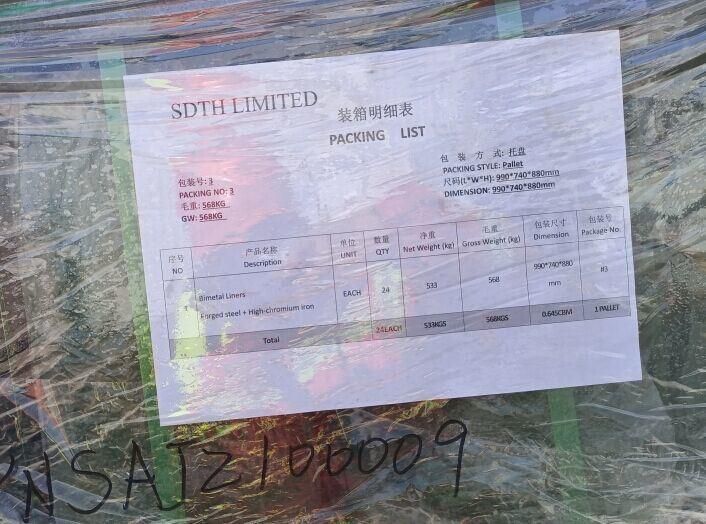 SDTH LIMITED
装箱明细表
PACKING LIST
包装号: 3
PACKING NO: 3
毛重: 568KG
GW: 568KG
包 装 方 式: 托盘
PACKING STYLE: Pallet
尺码(L*W*H): 990*740*880mm
DIMENSION: 990*740*880mm
序号 产品名称 单位 数量 净重 毛重 包装尺寸 包装号
NO Description UNIT QTY Net Weight (kg) Gross Weight (kg) Dimension Package No.
1 Bimetal Liners EACH 24 533 568 990*740*880 #3
Forged steel + High-chromium iron mm
Total 24EACH 533KGS 568KGS 0.645CBM 1 PALLET